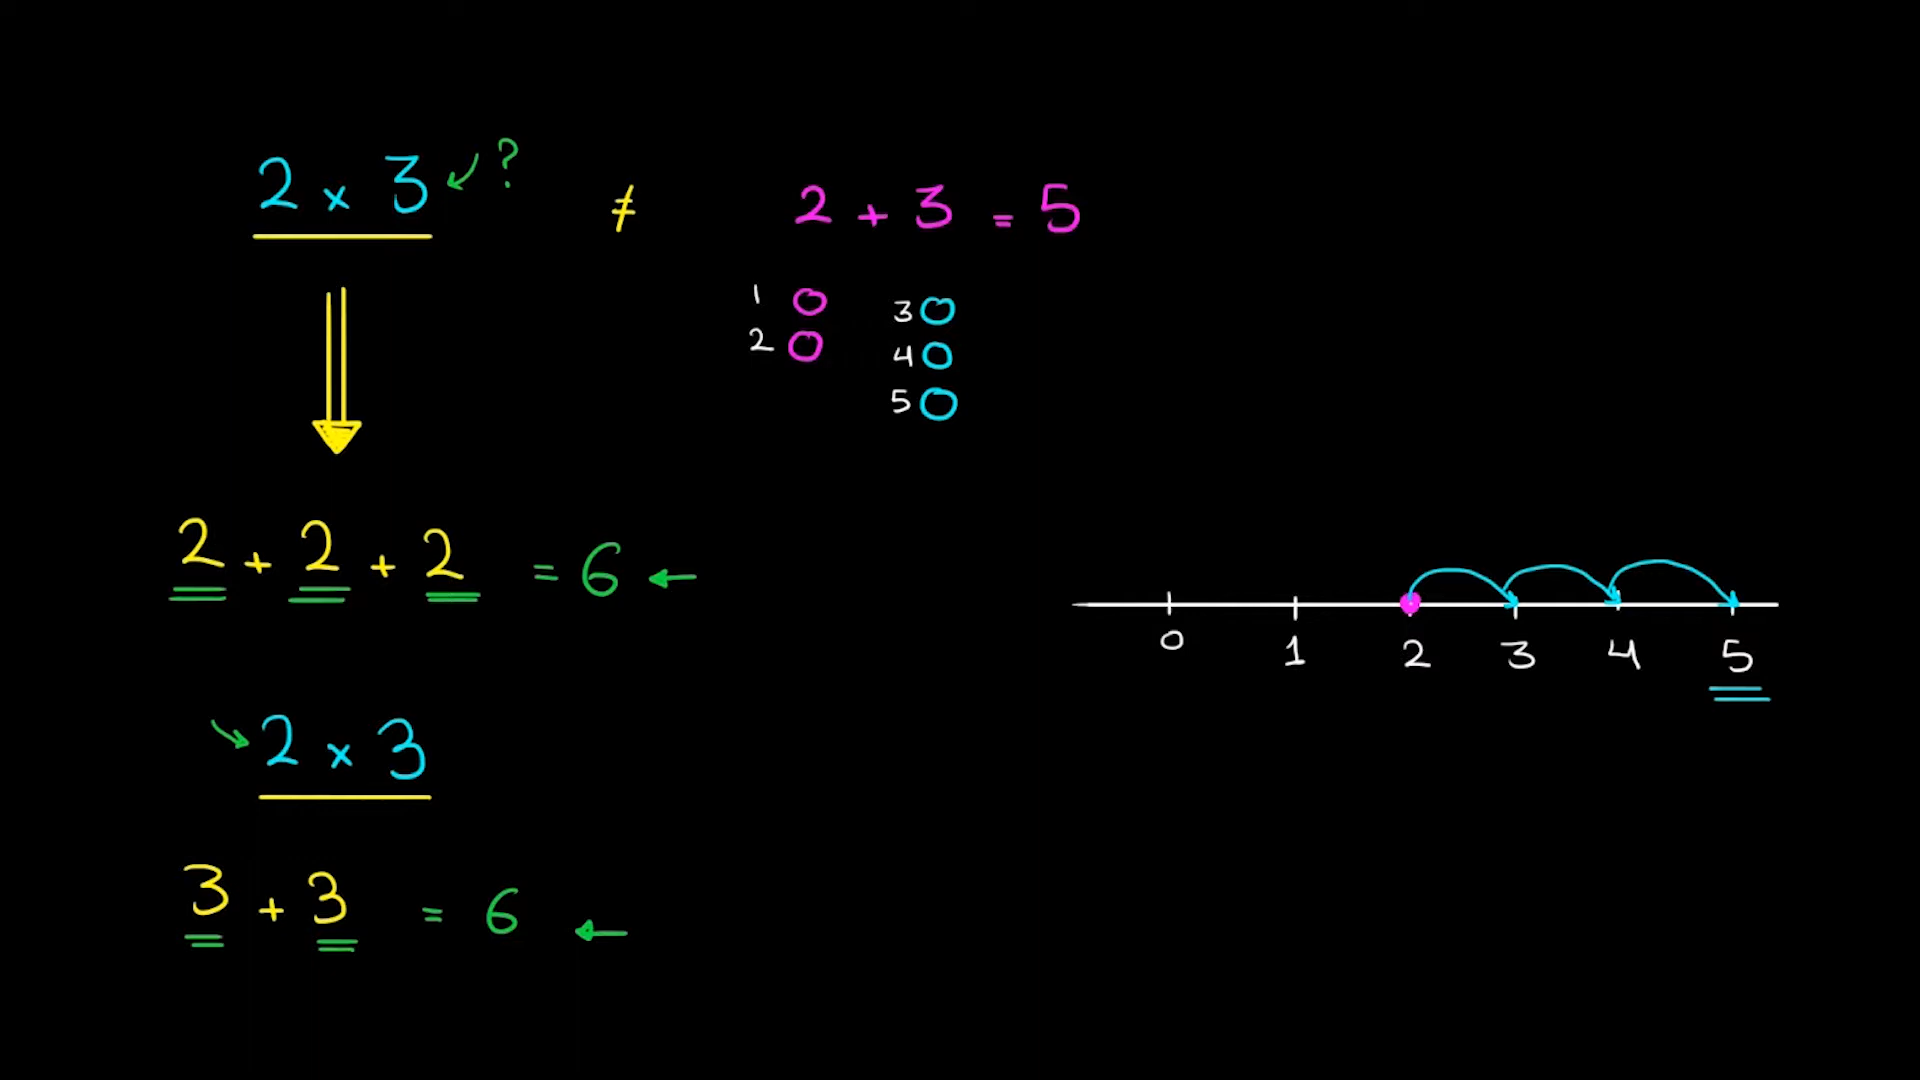 2 × 3 ?
≠
2 + 3 = 5
1
2
3
4
5
2 + 2 + 2 = 6
0 1 2 3 4 5
2 × 3
3 + 3 = 6